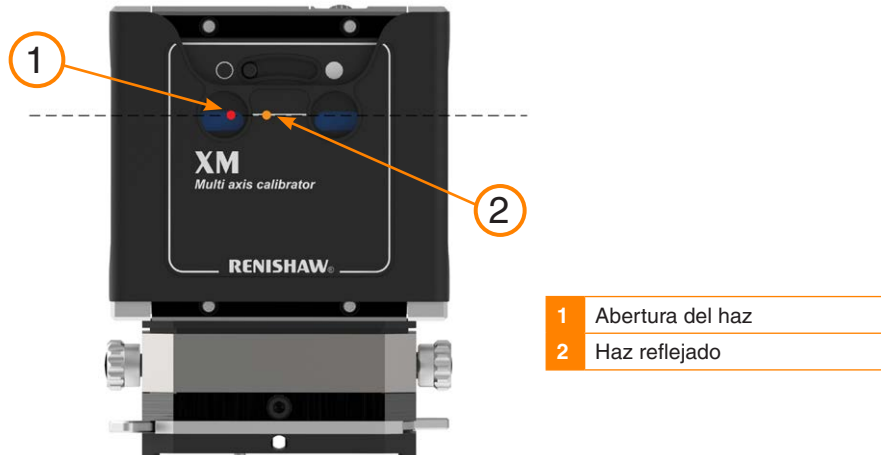 1
XM
Multi axis calibrator
2
RENISHAW®
1 Abertura del haz
2 Haz reflejado